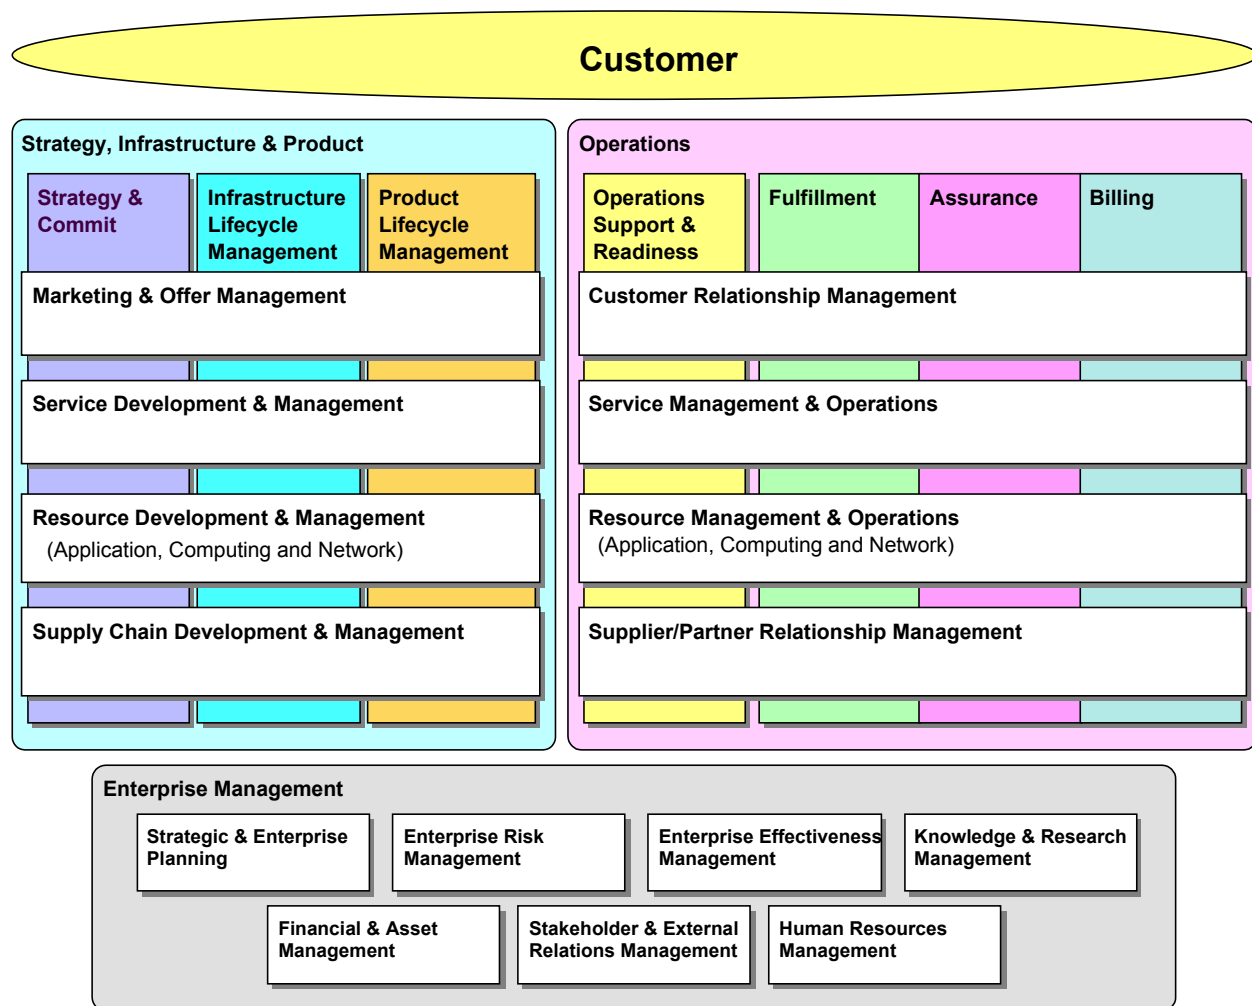 Customer
Strategy, Infrastructure & Product
Strategy &
Commit
Infrastructure
Lifecycle
Management
Product
Lifecycle
Management
Marketing & Offer Management
Service Development & Management
Resource Development & Management
(Application, Computing and Network)
Supply Chain Development & Management
Operations
Operations
Support &
Readiness
Fulfillment
Assurance
Billing
Customer Relationship Management
Service Management & Operations
Resource Management & Operations
(Application, Computing and Network)
Supplier/Partner Relationship Management
Enterprise Management
Strategic & Enterprise
Planning
Enterprise Risk
Management
Enterprise Effectiveness
Management
Knowledge & Research
Management
Financial & Asset
Management
Stakeholder & External
Relations Management
Human Resources
Management